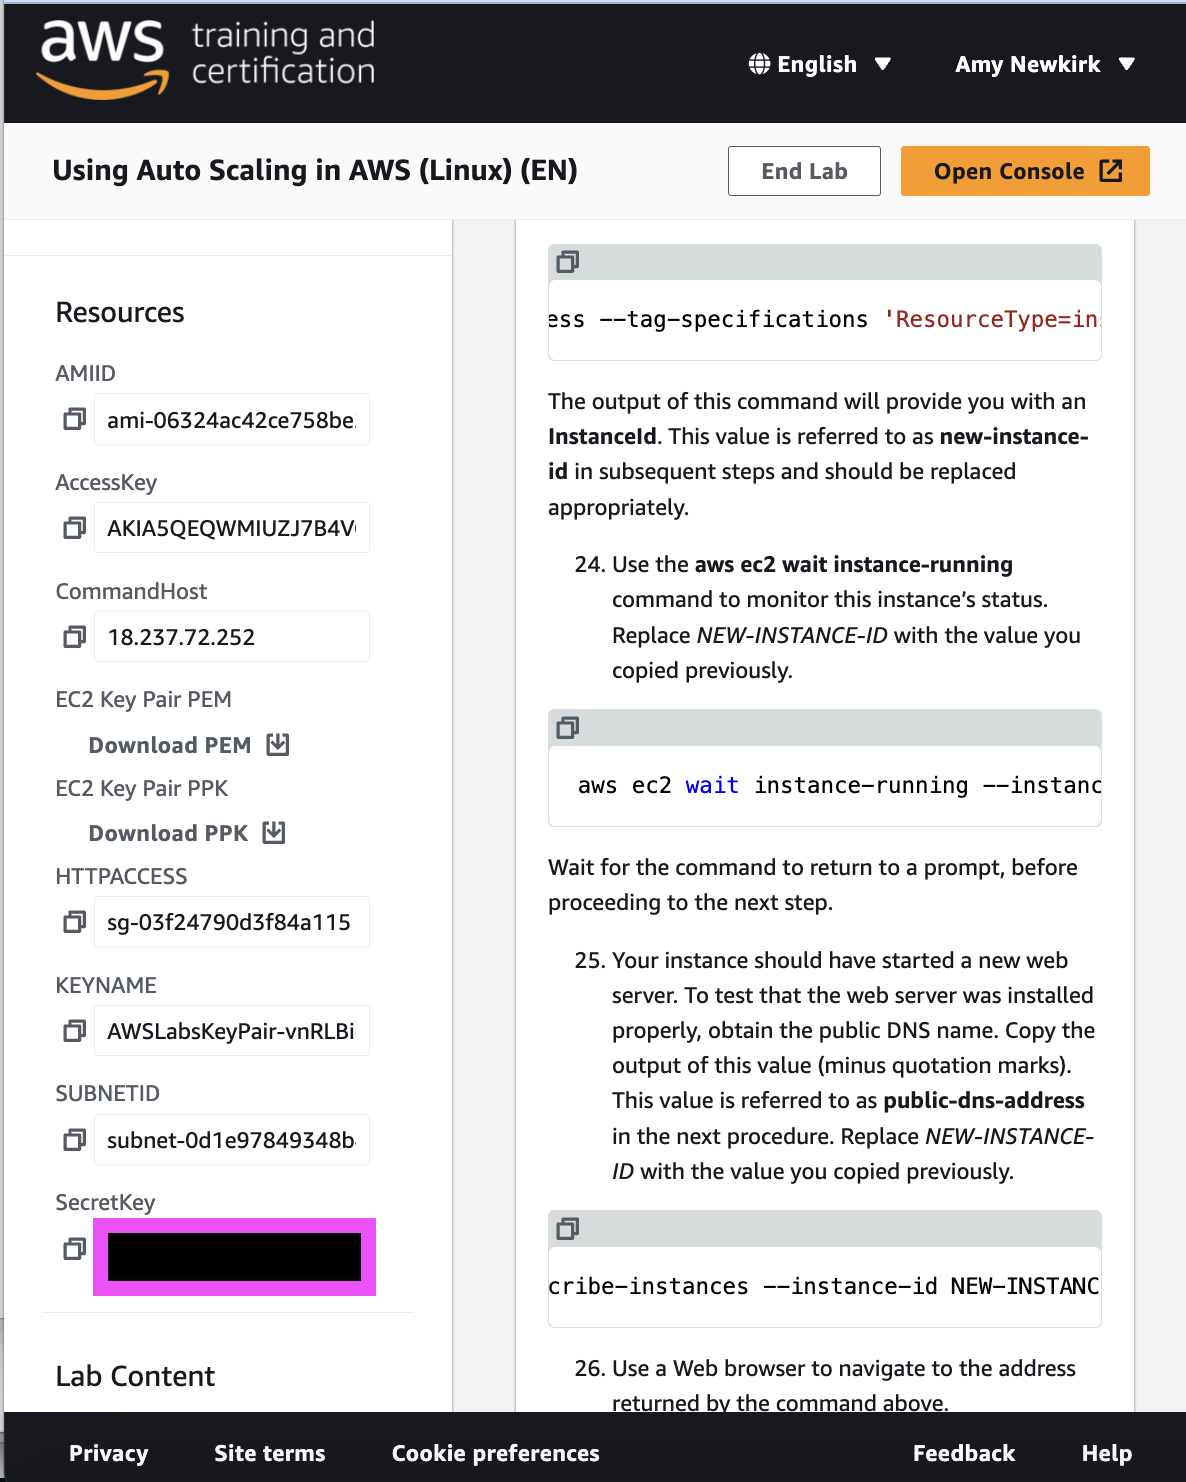 aws training and certification
English
Amy Newkirk
Using Auto Scaling in AWS (Linux) (EN)
End Lab
Open Console
Resources
AMIID
ami-06324ac42ce758be
AccessKey
AKIA5QEQWMIUZJ7B4V
CommandHost
18.237.72.252
EC2 Key Pair PEM
Download PEM
EC2 Key Pair PPK
Download PPK
HTTPACCESS
sg-03f24790d3f84a115
KEYNAME
AWSLabsKeyPair-vnRLBi
SUBNETID
subnet-0d1e97849348b
SecretKey
Lab Content
ess --tag-specifications 'ResourceType=ins
The output of this command will provide you with an
InstanceId. This value is referred to as new-instance-
id in subsequent steps and should be replaced
appropriately.
24. Use the aws ec2 wait instance-running
command to monitor this instance's status.
Replace NEW-INSTANCE-ID with the value you
copied previously.
aws ec2 wait instance-running --instanc
Wait for the command to return to a prompt, before
proceeding to the next step.
25. Your instance should have started a new web
server. To test that the web server was installed
properly, obtain the public DNS name. Copy the
output of this value (minus quotation marks).
This value is referred to as public-dns-address
in the next procedure. Replace NEW-INSTANCE-
ID with the value you copied previously.
cribe-instances --instance-id NEW-INSTANC
26. Use a Web browser to navigate to the address
returned by the command above.
Privacy
Site terms
Cookie preferences
Feedback
Help